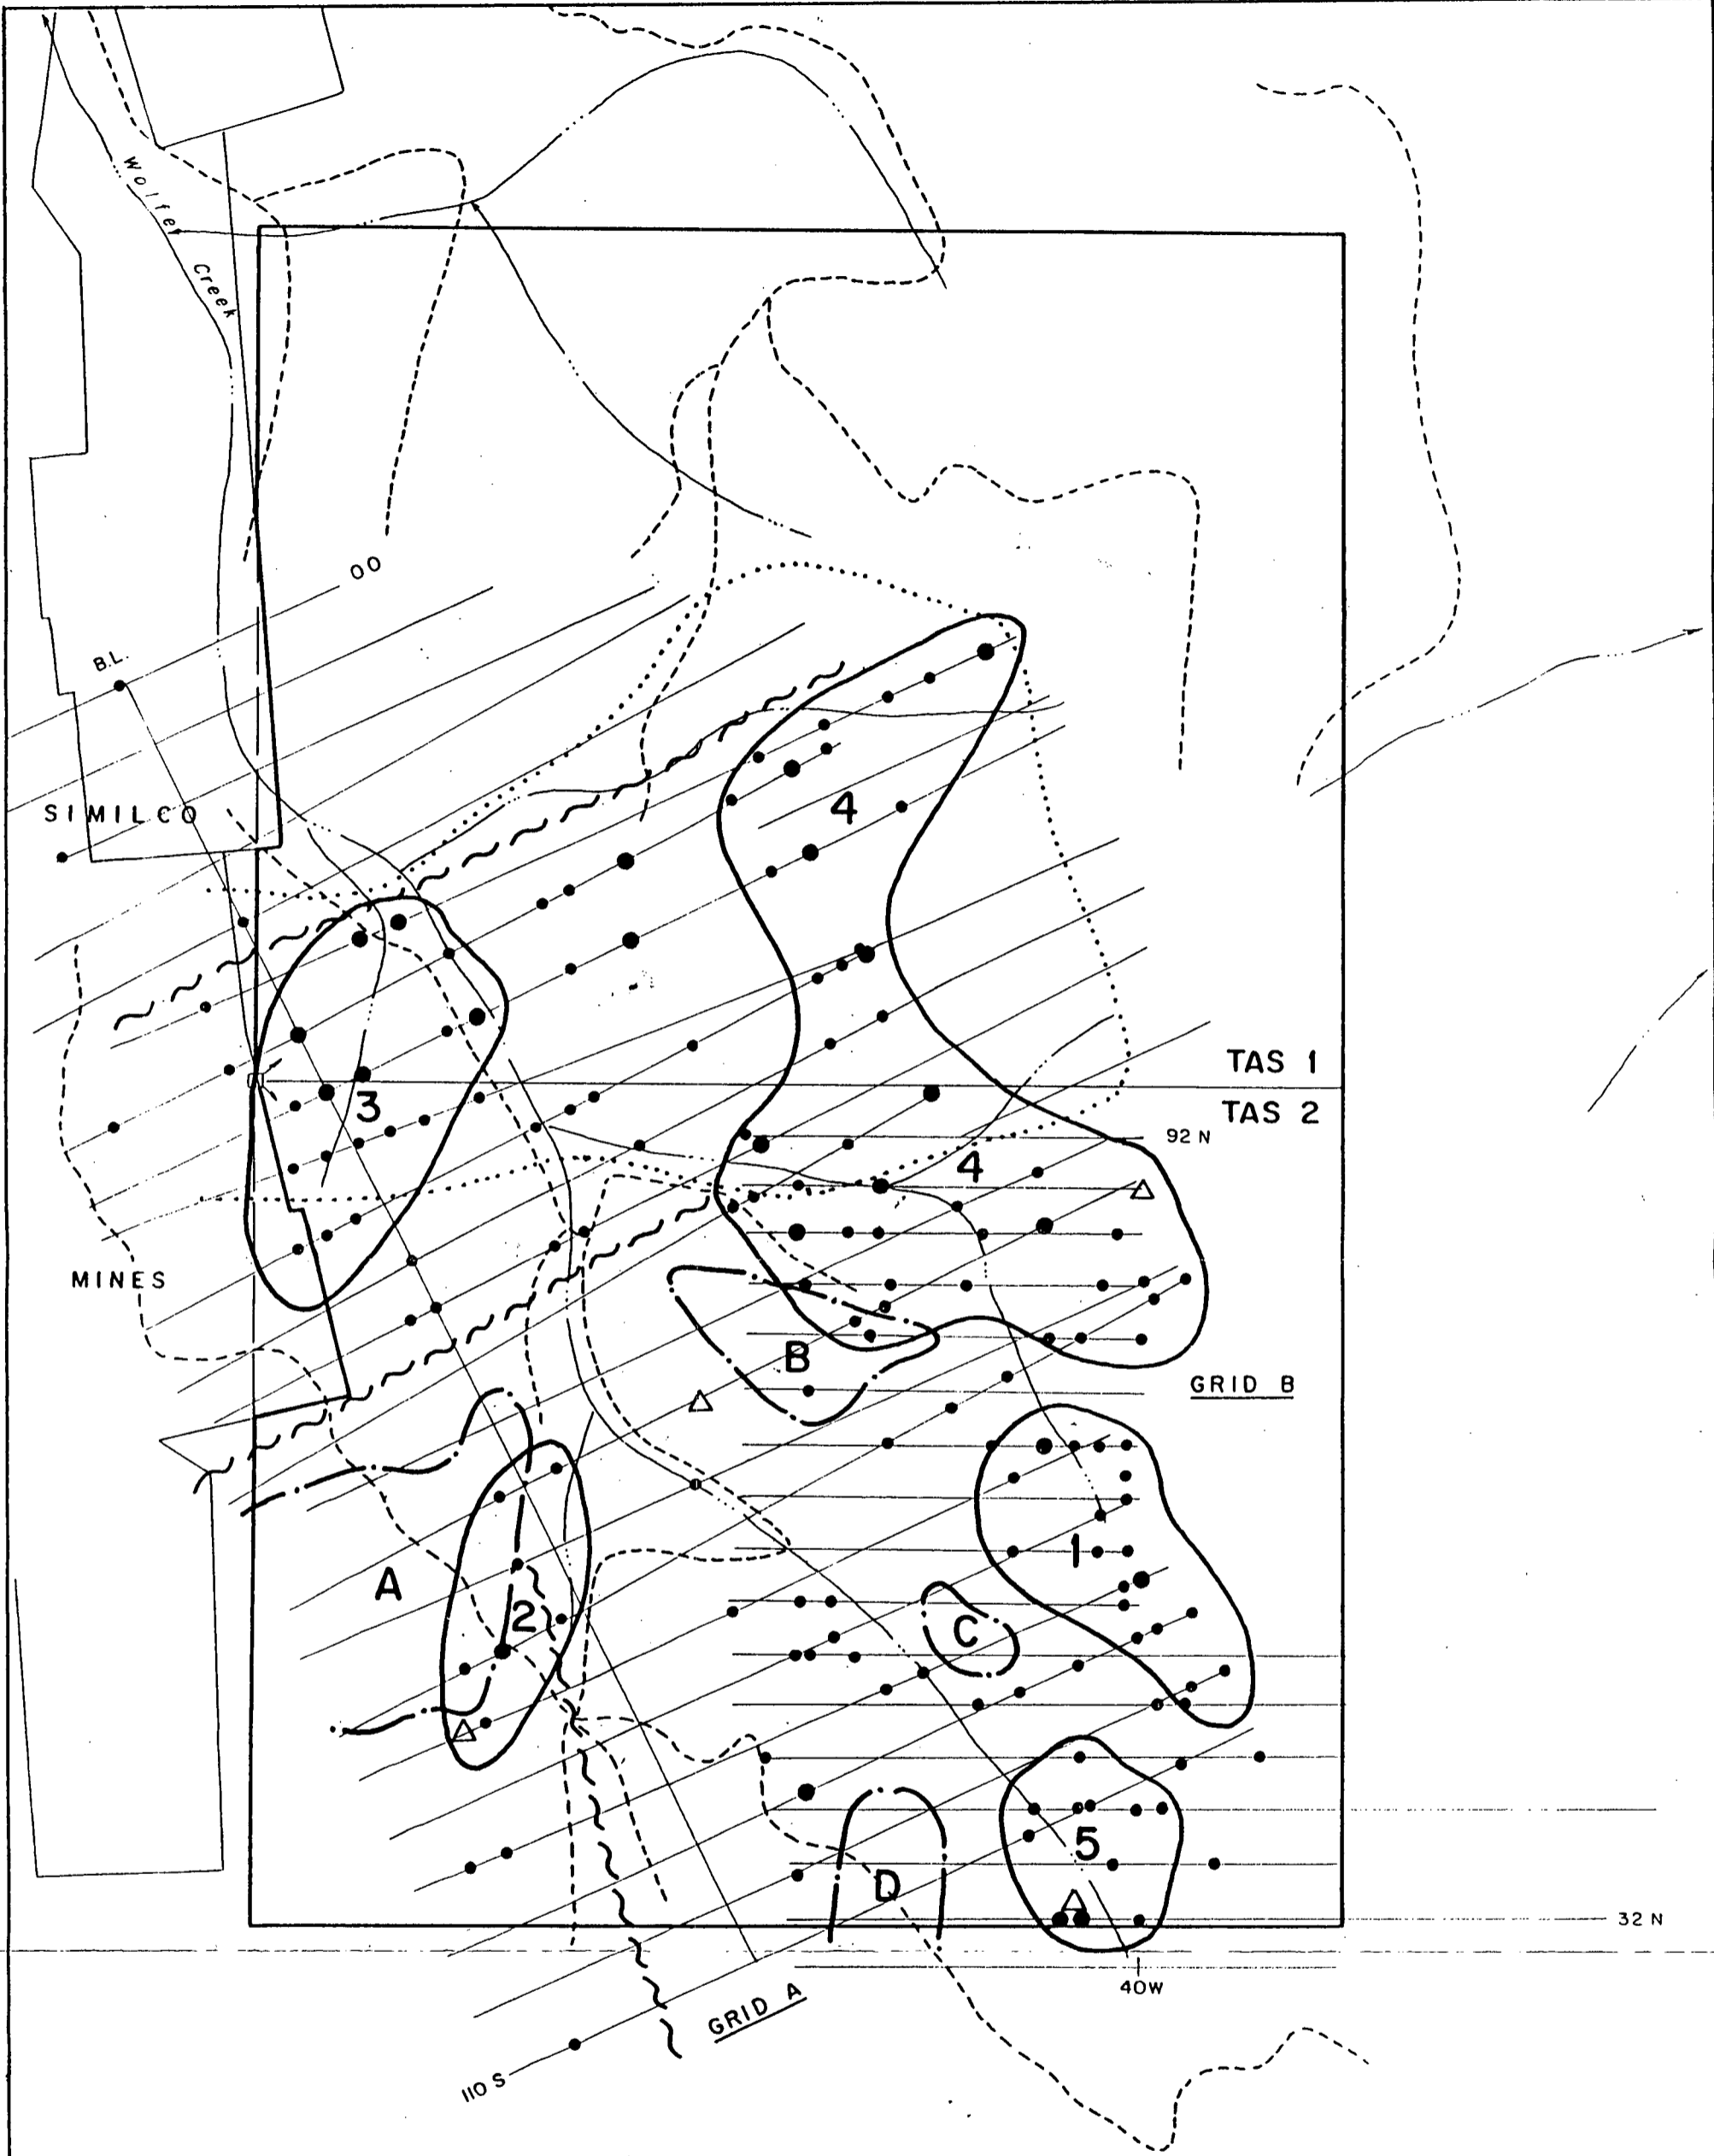 Wolfe
Creek
00
B.L.
SIMILCO
4
3
TAS 1
TAS 2
92 N
4
MINES
B
GRID B
1
A
2
C
5
D
32 N
40W
GRID A
110 S